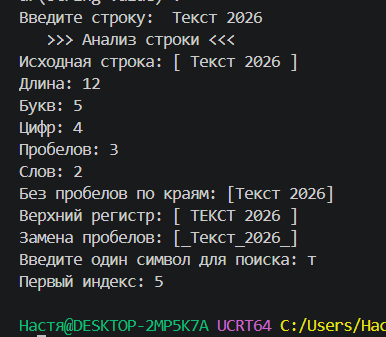 Введите строку:  Текст 2026
>>> Анализ строки <<<
Исходная строка: [ Текст 2026 ]
Длина: 12
Букв: 5
Цифр: 4
Пробелов: 3
Слов: 2
Без пробелов по краям: [Текст 2026]
Верхний регистр: [ ТЕКСТ 2026 ]
Замена пробелов: [_Текст_2026_]
Введите один символ для поиска: т
Первый индекс: 5
Настя@DESKTOP-2MP5K7A UCRT64 C:/Users/Нас